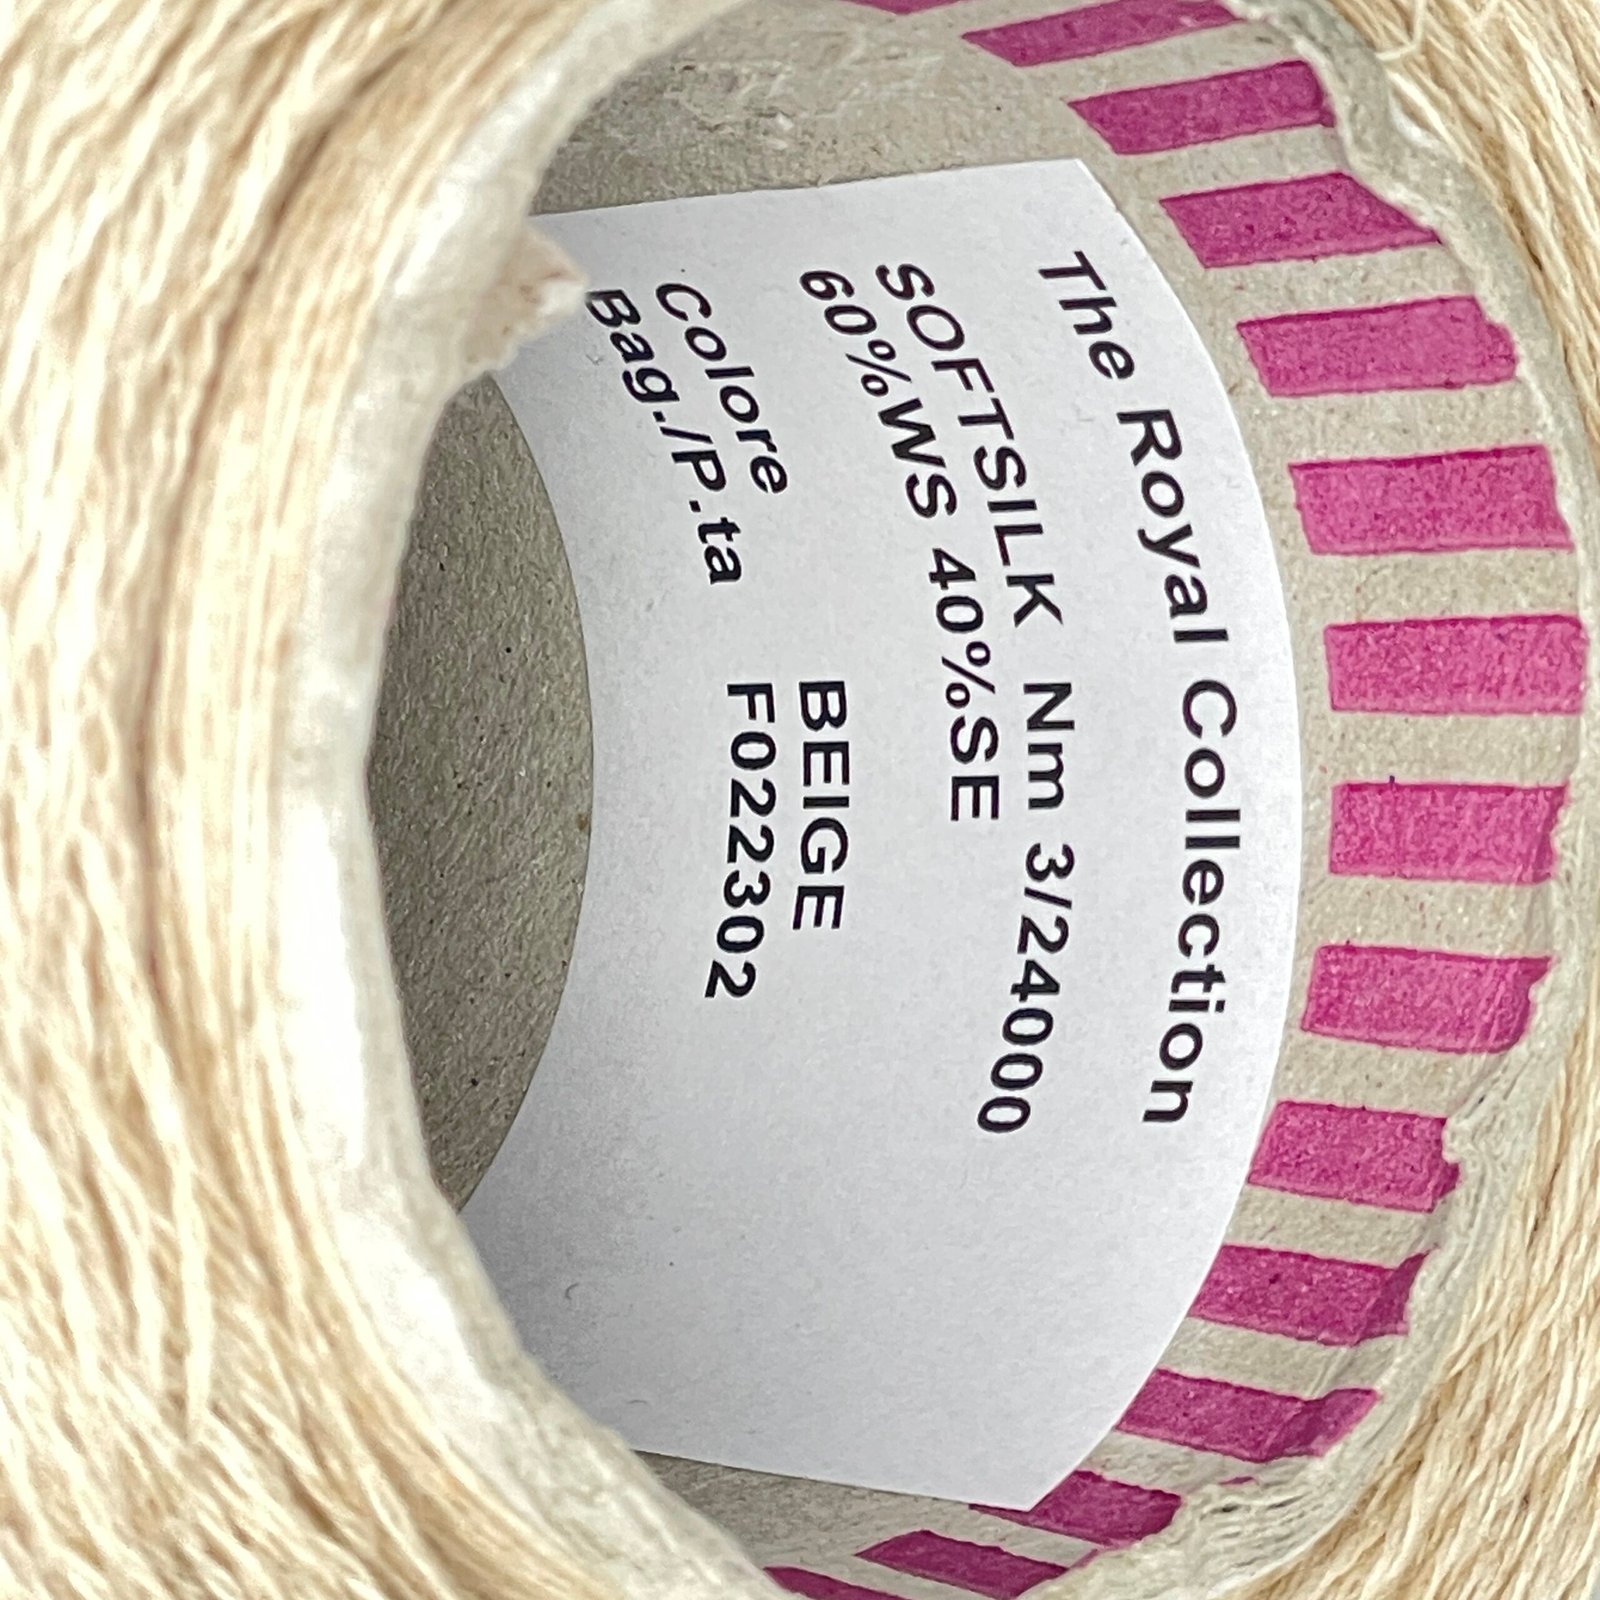 The Royal Collection
SOFTSILK Nm 3/24000
60%WS 40%SE
Colore BEIGE
Bag./P.ta F022302